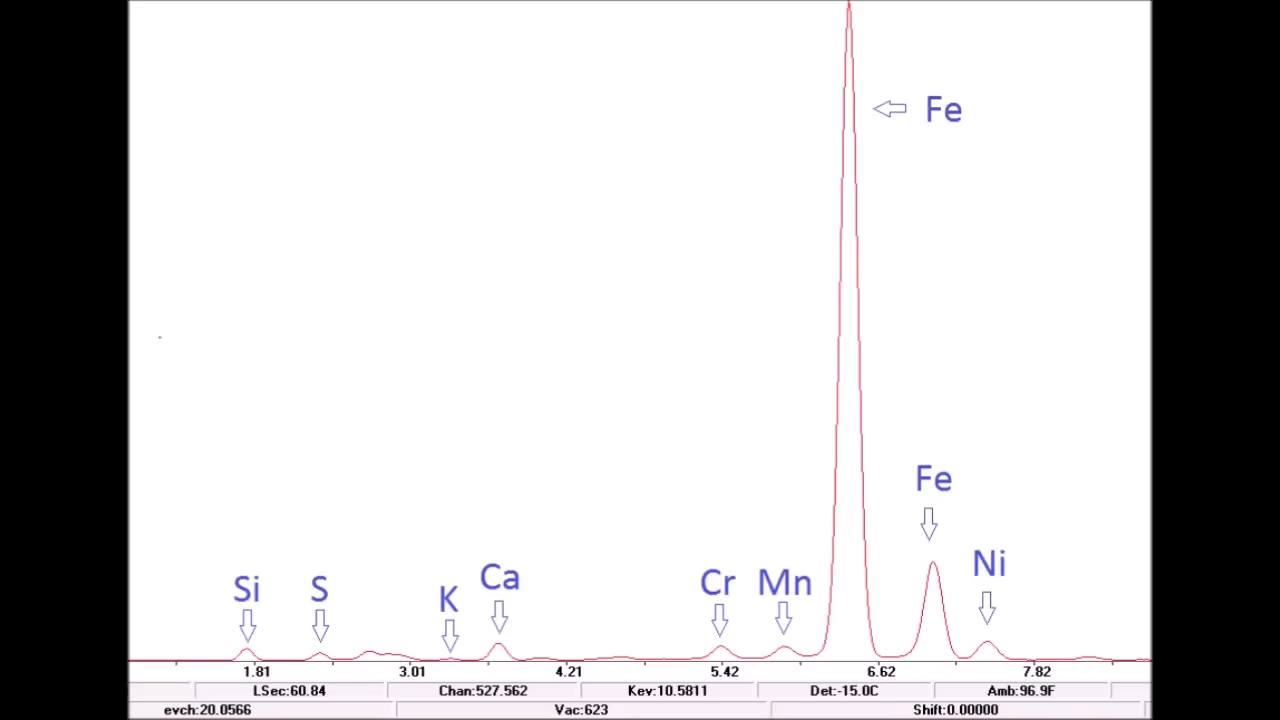 Fe
Fe
Ni
Si S K Ca Cr Mn
1.81 3.01 4.21 5.42 6.62 7.82
LSec:60.84 Chan:527.562 Kev:10.5811 Det:-15.0C Amb:96.9F
evch:20.0566 Vac:623 Shift:0.00000